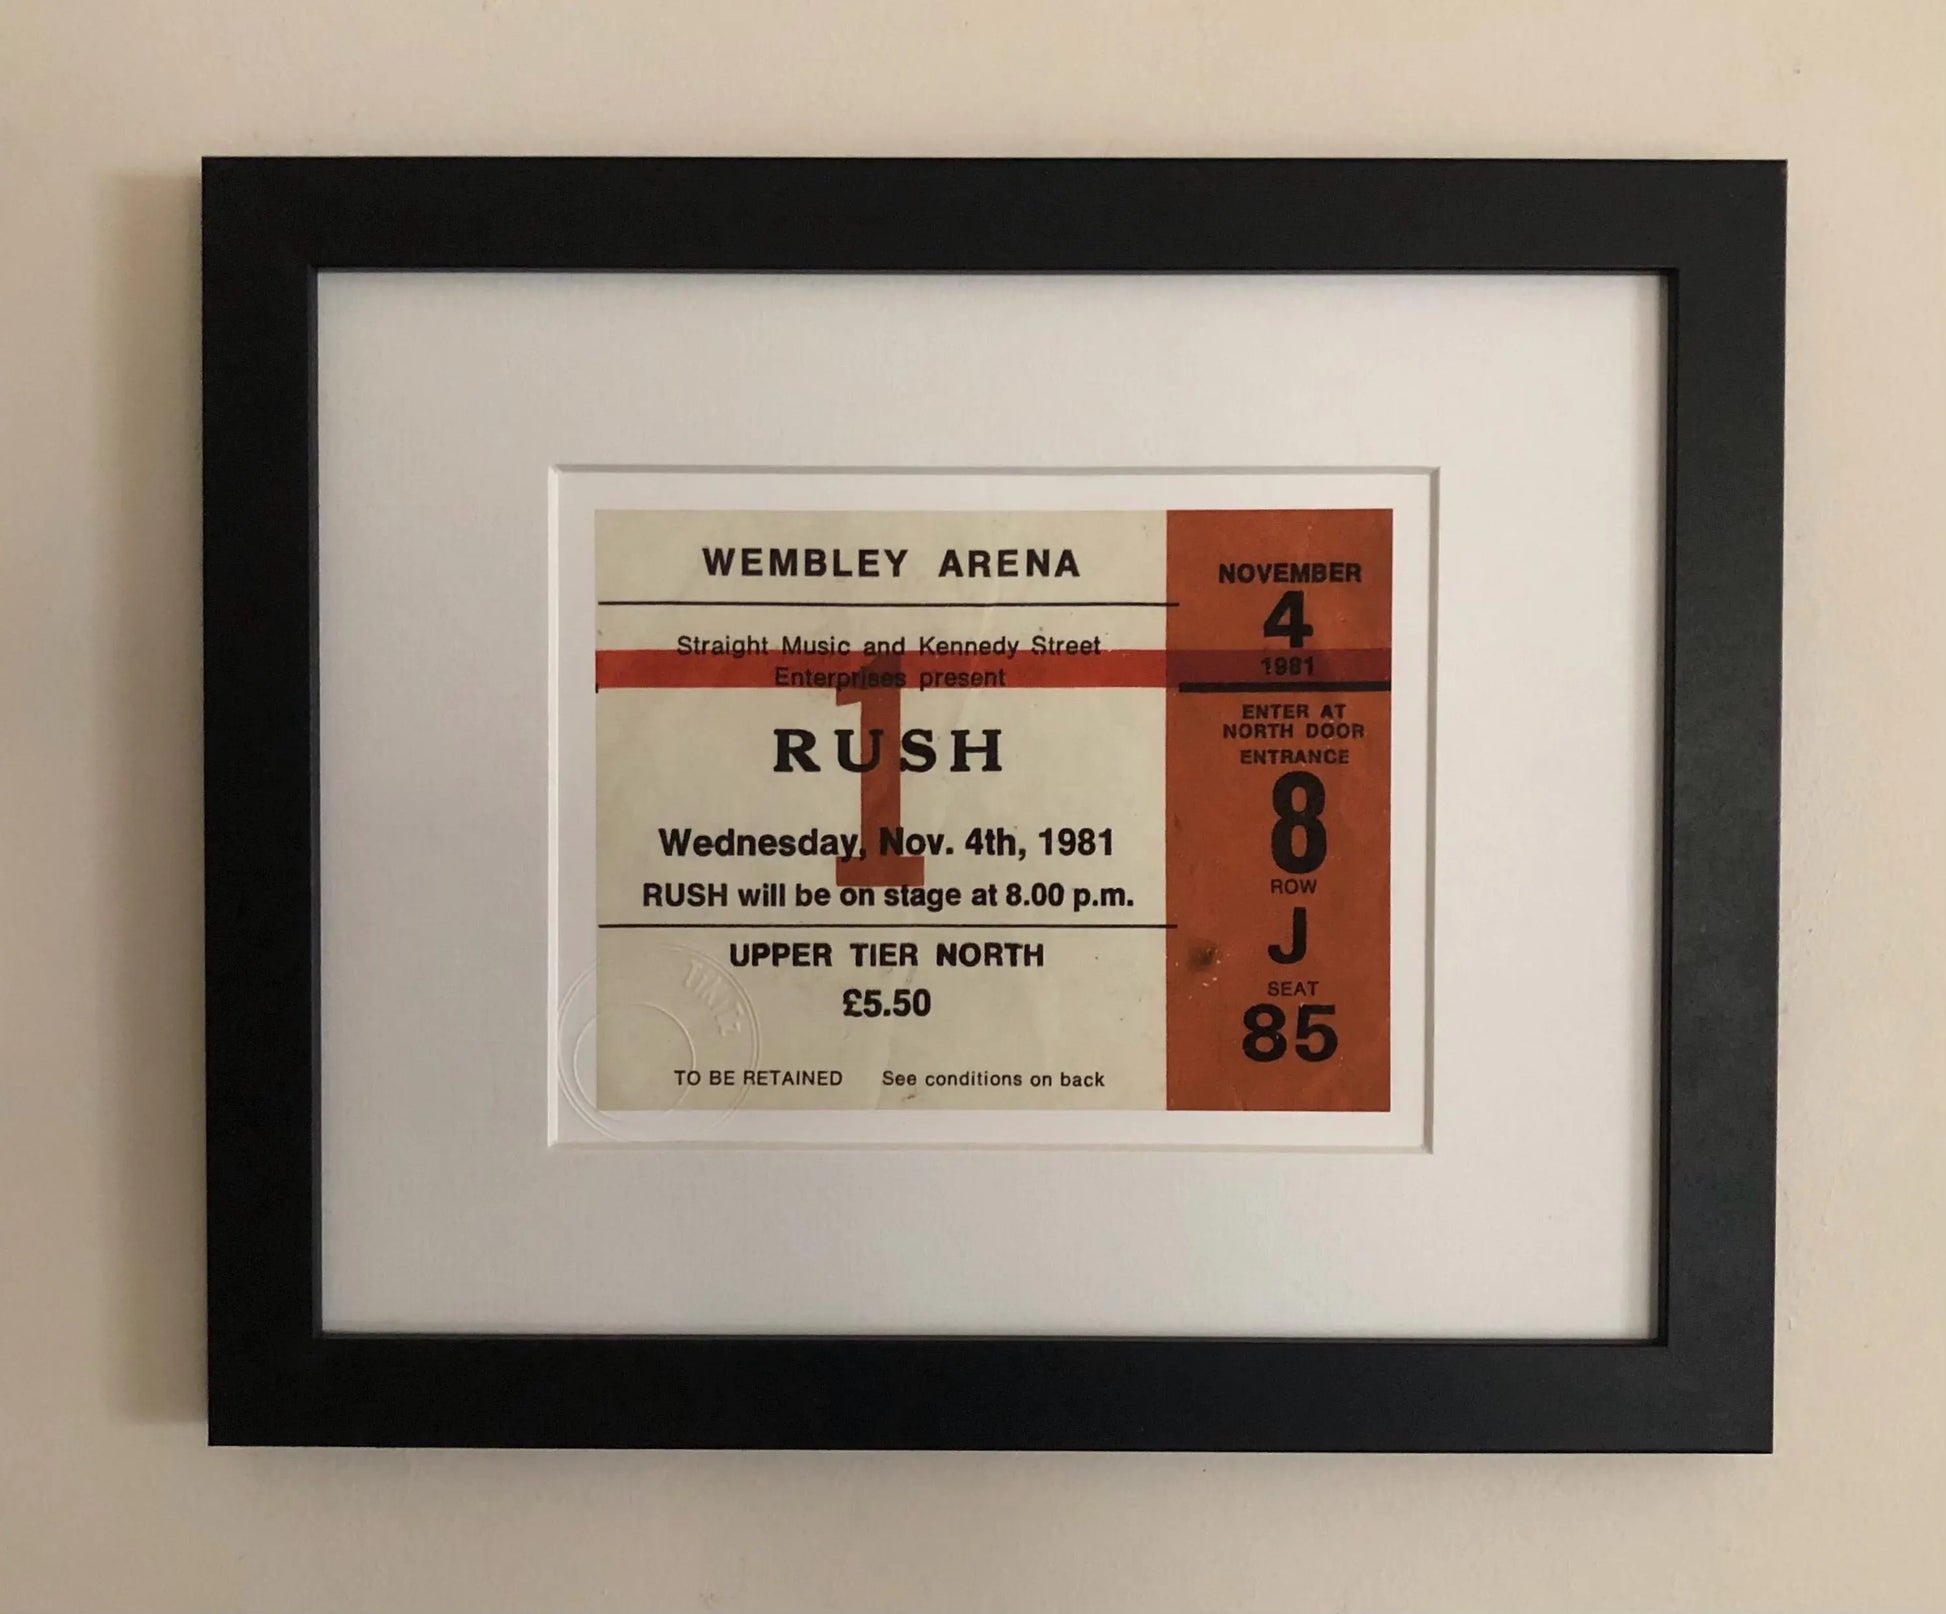 WEMBLEY ARENA
Straight Music and Kennedy Street
Enterprises present
1
RUSH
Wednesday, Nov. 4th, 1981
RUSH will be on stage at 8.00 p.m.
UPPER TIER NORTH
£5.50
TO BE RETAINED See conditions on back
NOVEMBER
4
1981
ENTER AT
NORTH DOOR
ENTRANCE
8
ROW
J
SEAT
85